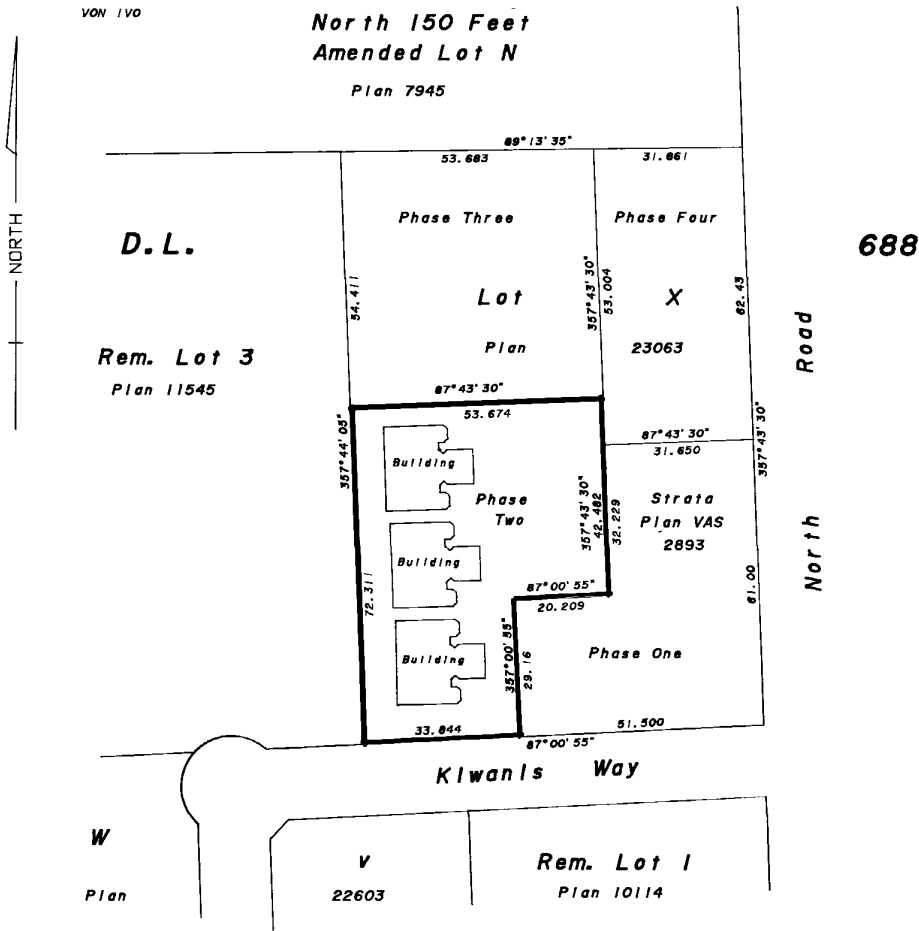 VON 1V0
North 150 Feet
Amended Lot N
Plan 7945
89°13'35"
53.683
31.861
NORTH
D.L.
688
Phase Three
Phase Four
54.411
Lot
357°43'30"
53.004
X
62.43
Plan
23063
Rem. Lot 3
Plan 11545
Road
87°43'30"
53.674
357°44'05"
87°43'30"
31.650
357°43'30"
Building
Phase
Two
357°43'30"
42.482
32.229
Strata
Plan VAS
2893
North
Building
72.311
87°00'55"
20.209
61.00
Building
357°00'55"
29.16
Phase One
33.844
51.500
87°00'55"
Kiwanis Way
W
Plan
V
22603
Rem. Lot 1
Plan 10114